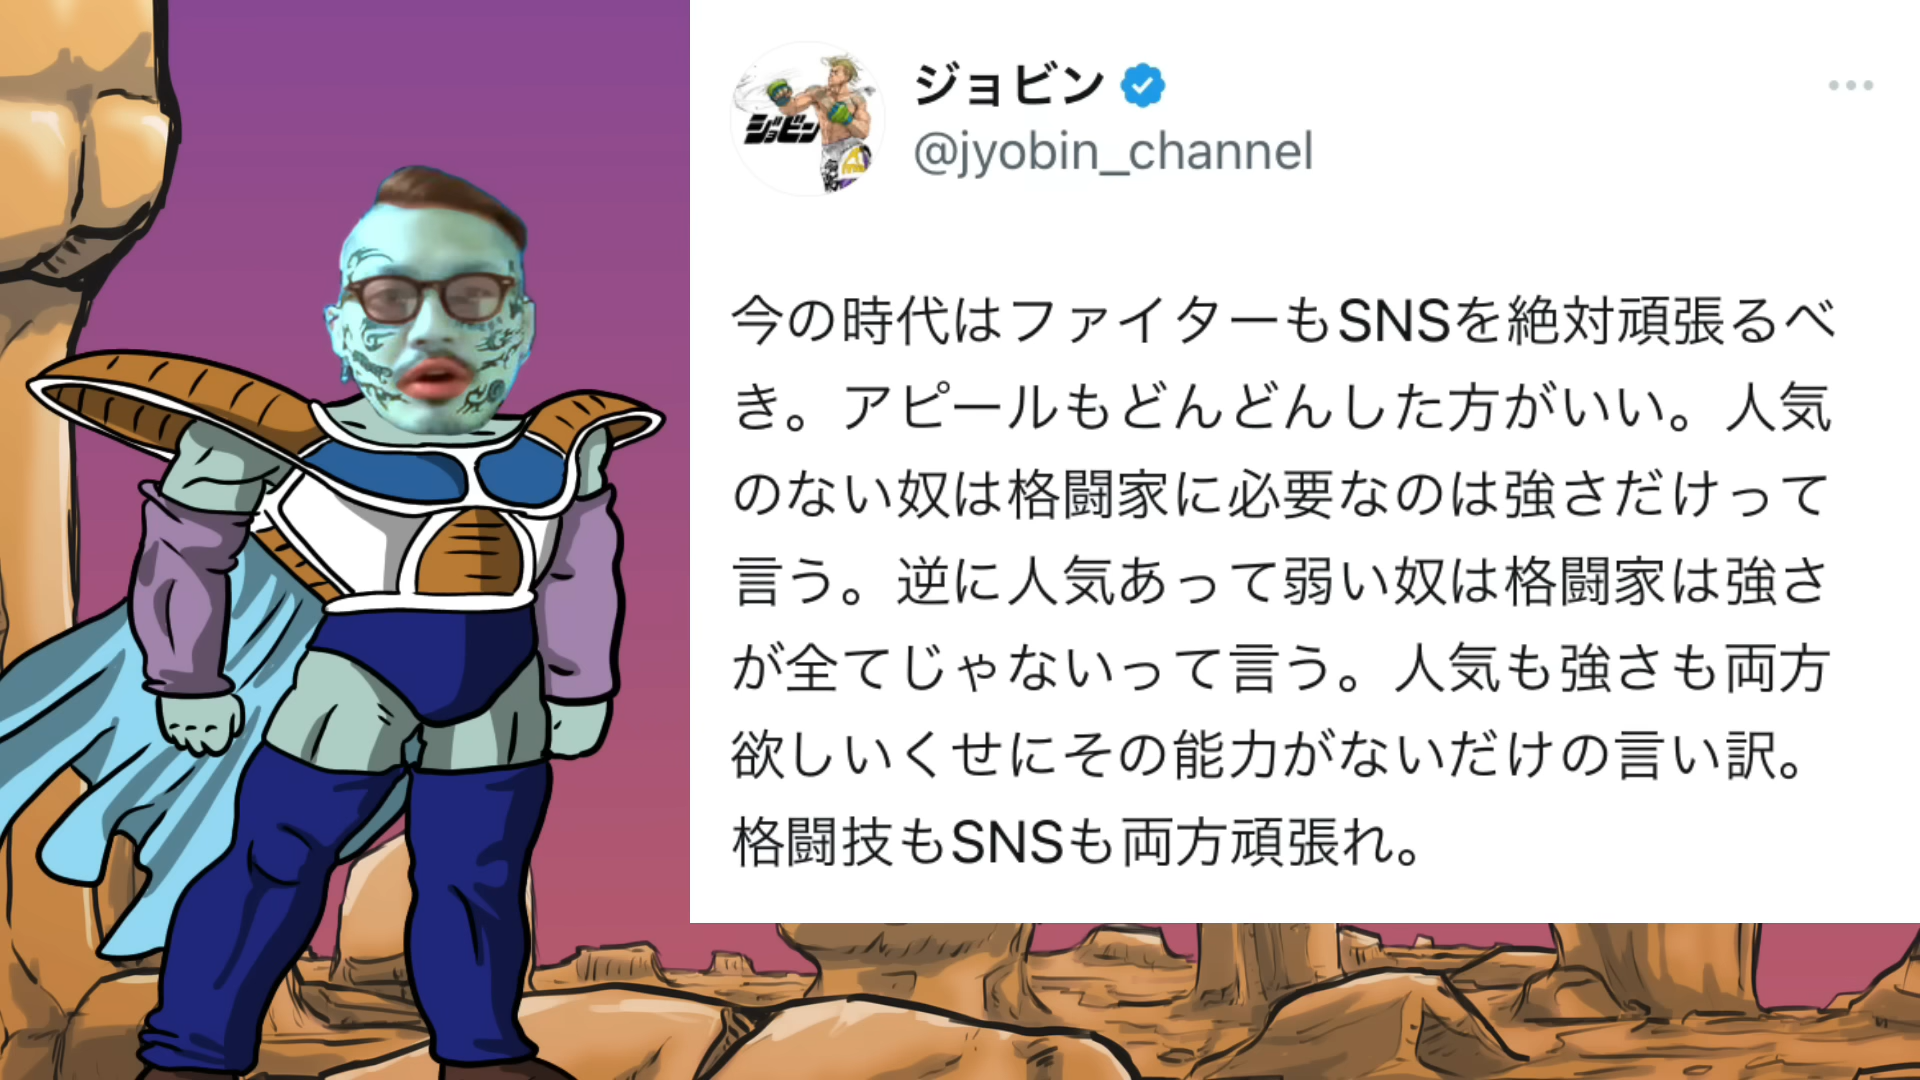 ジョビン
ジョビン
@jyobin_channel
今の時代はファイターもSNSを絶対頑張るべ
き。アピールもどんどんした方がいい。人気
のない奴は格闘家に必要なのは強さだけって
言う。逆に人気あって弱い奴は格闘家は強さ
が全てじゃないって言う。人気も強さも両方
欲しいくせにその能力がないだけの言い訳。
格闘技もSNSも両方頑張れ。